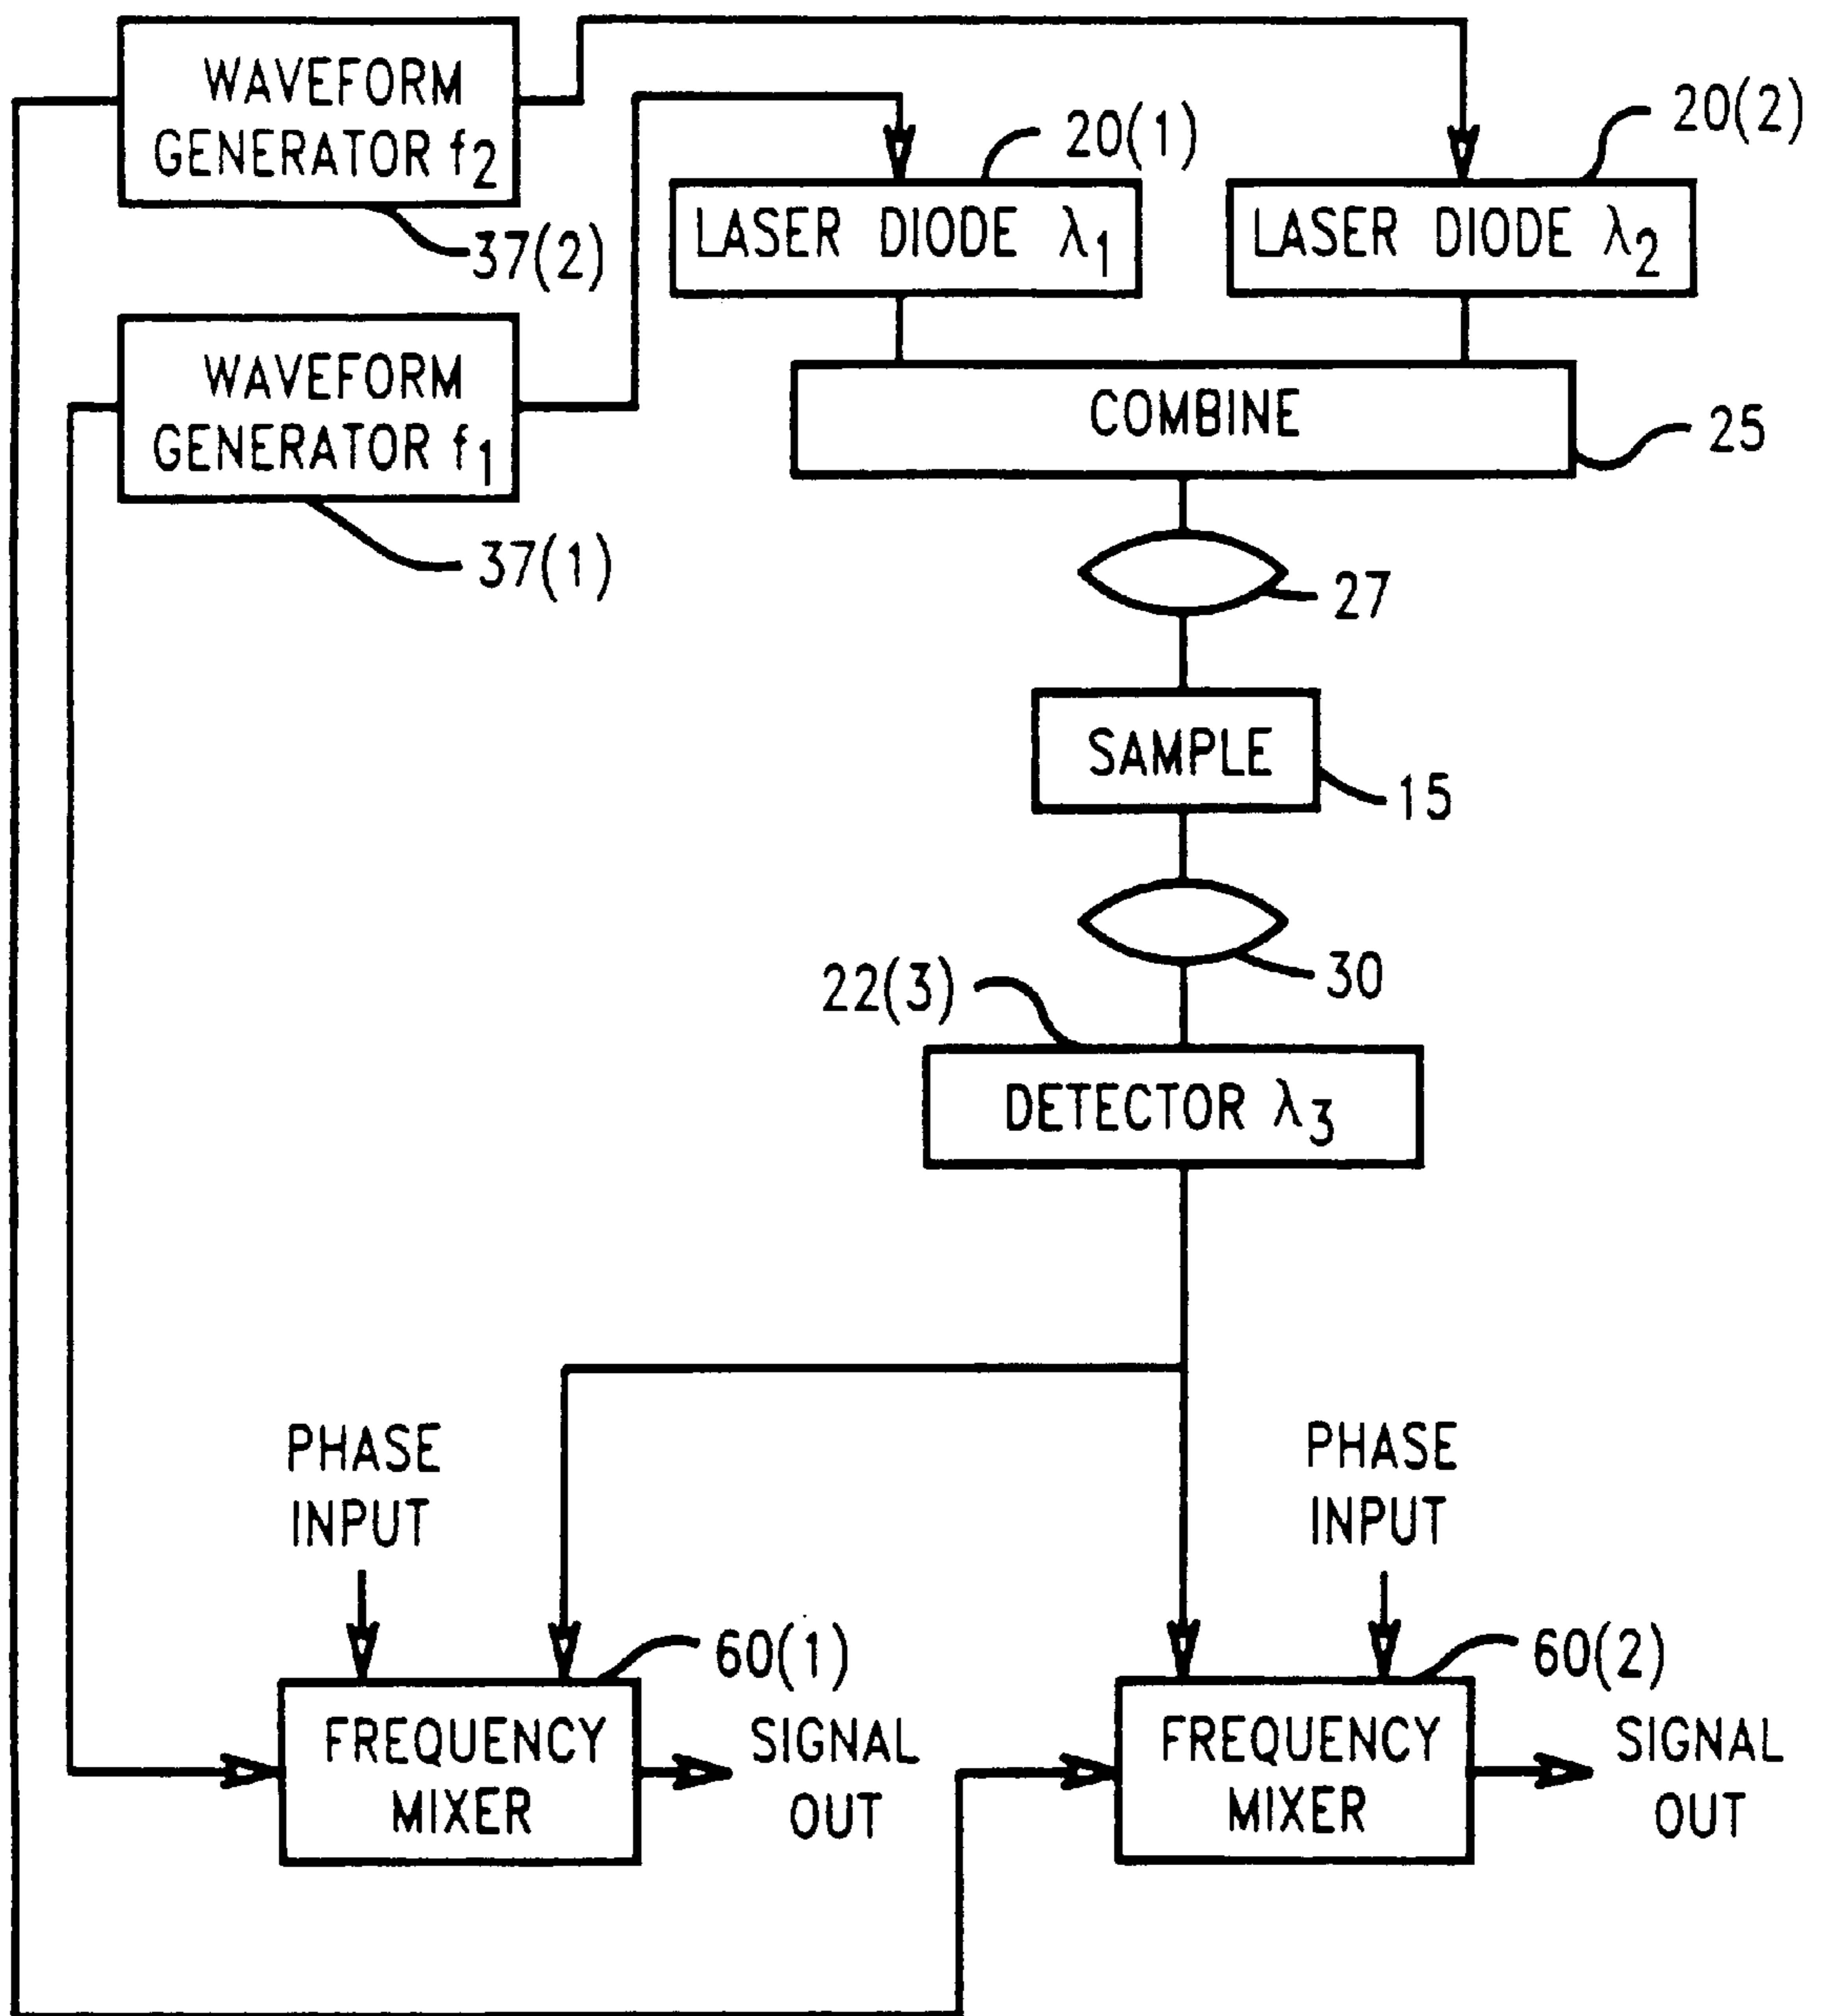 WAVEFORM
GENERATOR f2
37(2)
WAVEFORM
GENERATOR f1
37(1)
20(1)
20(2)
LASER DIODE λ1
LASER DIODE λ2
COMBINE
25
27
SAMPLE
15
30
22(3)
DETECTOR λ3
PHASE
INPUT
PHASE
INPUT
60(1)
60(2)
FREQUENCY
MIXER
SIGNAL
OUT
FREQUENCY
MIXER
SIGNAL
OUT